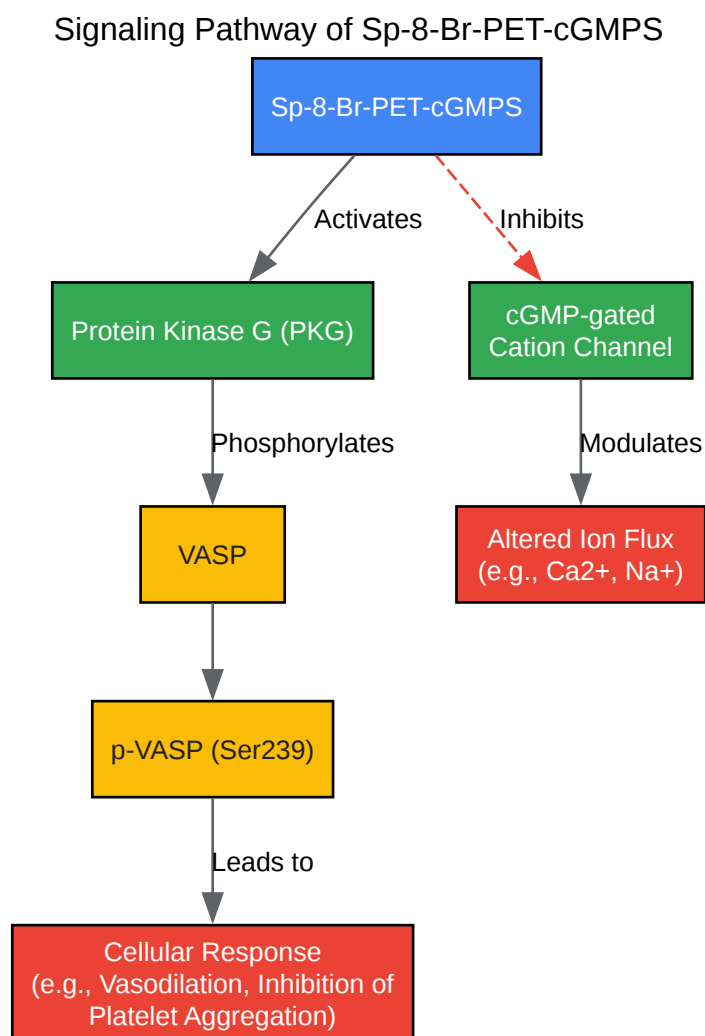 Signaling Pathway of Sp-8-Br-PET-cGMPS
Sp-8-Br-PET-cGMPS
Activates
Inhibits
Protein Kinase G (PKG)
cGMP-gated
Cation Channel
Phosphorylates
Modulates
VASP
Altered Ion Flux
(e.g., Ca2+, Na+)
p-VASP (Ser239)
Leads to
Cellular Response
(e.g., Vasodilation, Inhibition of
Platelet Aggregation)